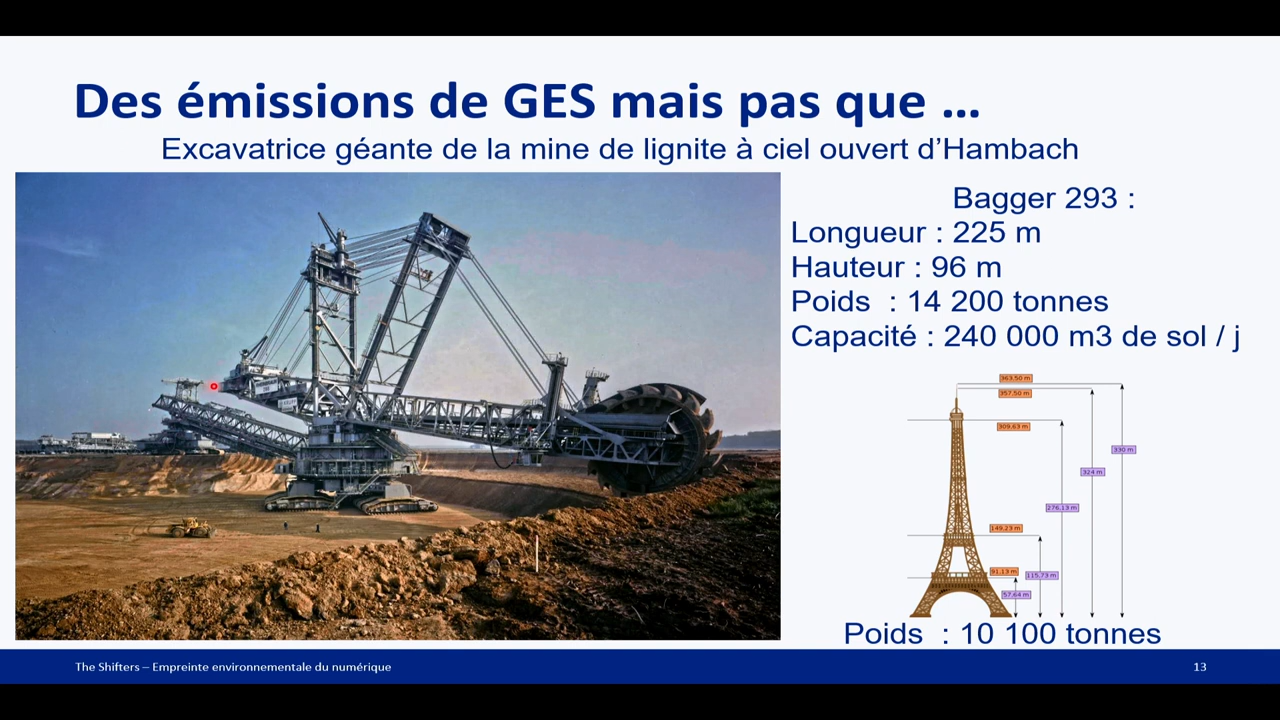 Des émissions de GES mais pas que ...
Excavatrice géante de la mine de lignite à ciel ouvert d’Hambach
Bagger 293 :
Longueur : 225 m
Hauteur : 96 m
Poids  : 14 200 tonnes
Capacité : 240 000 m3 de sol / j
363,50 m
357,50 m
309,63 m
330 m
324 m
276,13 m
149,23 m
91,13 m
115,73 m
57,64 m
Poids  : 10 100 tonnes
The Shifters – Empreinte environnementale du numérique
13